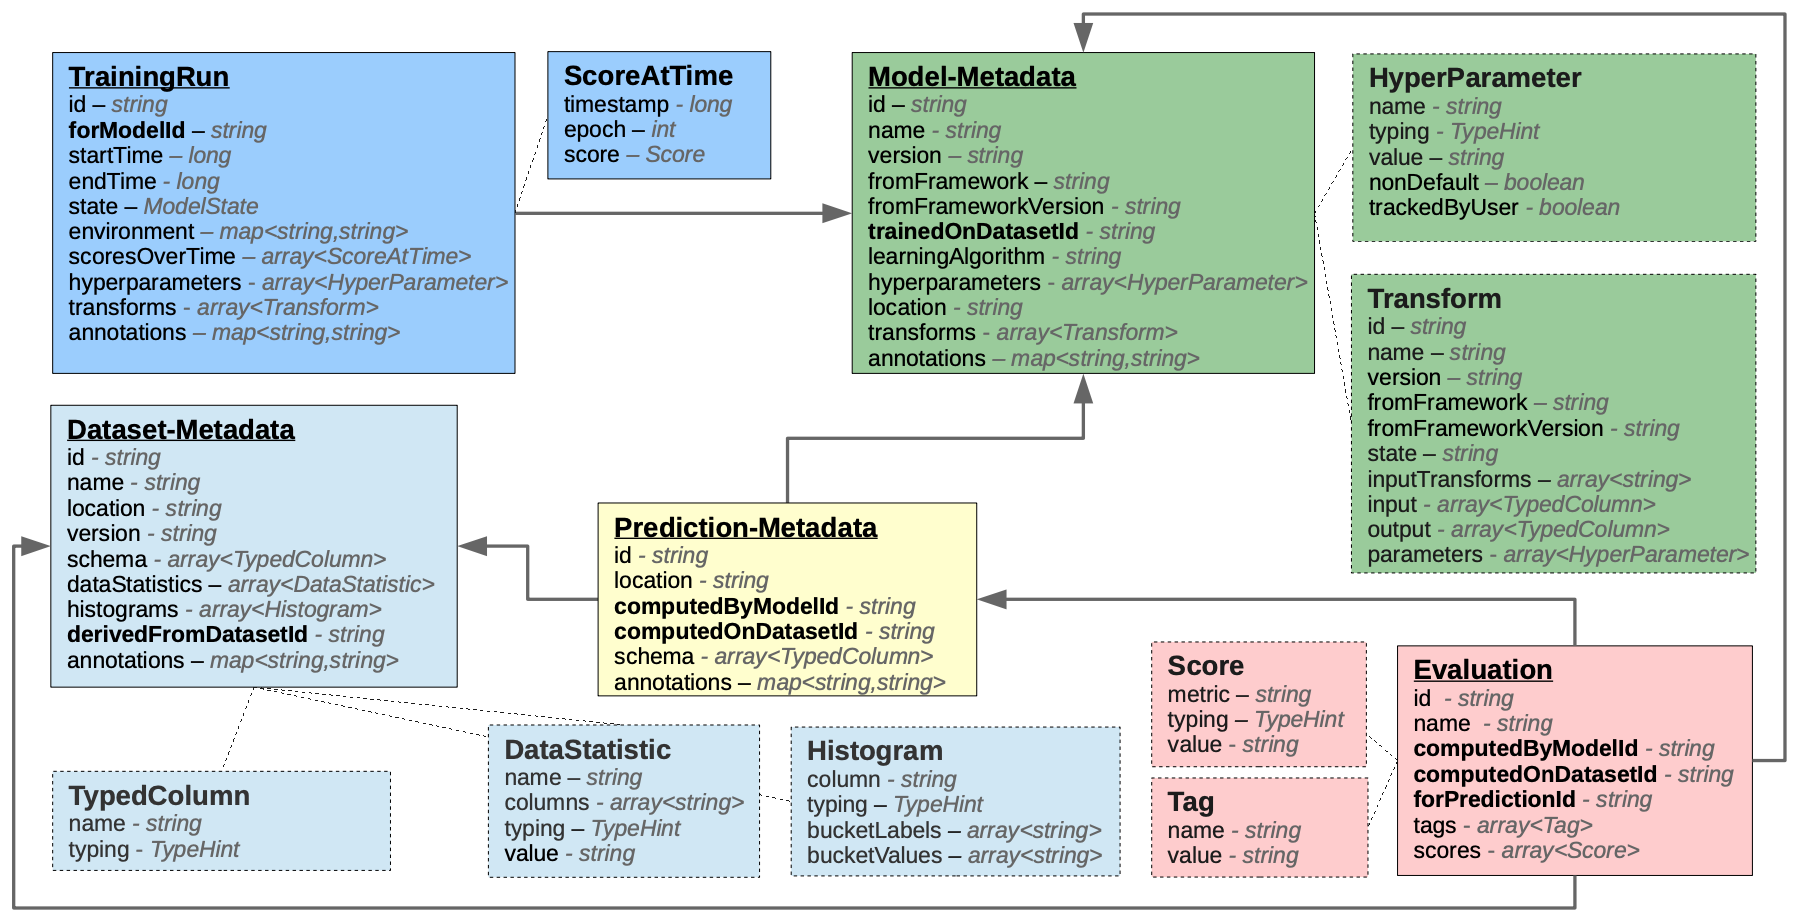 TrainingRun
id – string
forModelId – string
startTime – long
endTime - long
state – ModelState
environment – map<string,string>
scoresOverTime – array<ScoreAtTime>
hyperparameters - array<HyperParameter>
transforms - array<Transform>
annotations – map<string,string>
ScoreAtTime
timestamp - long
epoch – int
score – Score
Model-Metadata
id – string
name - string
version – string
fromFramework – string
fromFrameworkVersion - string
trainedOnDatasetId - string
learningAlgorithm - string
hyperparameters - array<HyperParameter>
location - string
transforms - array<Transform>
annotations – map<string,string>
HyperParameter
name - string
typing - TypeHint
value – string
nonDefault – boolean
trackedByUser - boolean
Transform
id – string
name – string
version – string
fromFramework – string
fromFrameworkVersion - string
state – string
inputTransforms – array<string>
input - array<TypedColumn>
output - array<TypedColumn>
parameters - array<HyperParameter>
Dataset-Metadata
id - string
name - string
location - string
version – string
schema - array<TypedColumn>
dataStatistics – array<DataStatistic>
histograms - array<Histogram>
derivedFromDatasetId - string
annotations – map<string,string>
Prediction-Metadata
id - string
location - string
computedByModelId - string
computedOnDatasetId - string
schema - array<TypedColumn>
annotations – map<string,string>
TypedColumn
name - string
typing - TypeHint
DataStatistic
name – string
columns - array<string>
typing – TypeHint
value - string
Histogram
column - string
typing – TypeHint
bucketLabels – array<string>
bucketValues – array<string>
Score
metric – string
typing – TypeHint
value - string
Tag
name - string
value - string
Evaluation
id - string
name - string
computedByModelId - string
computedOnDatasetId - string
forPredictionId - string
tags - array<Tag>
scores - array<Score>